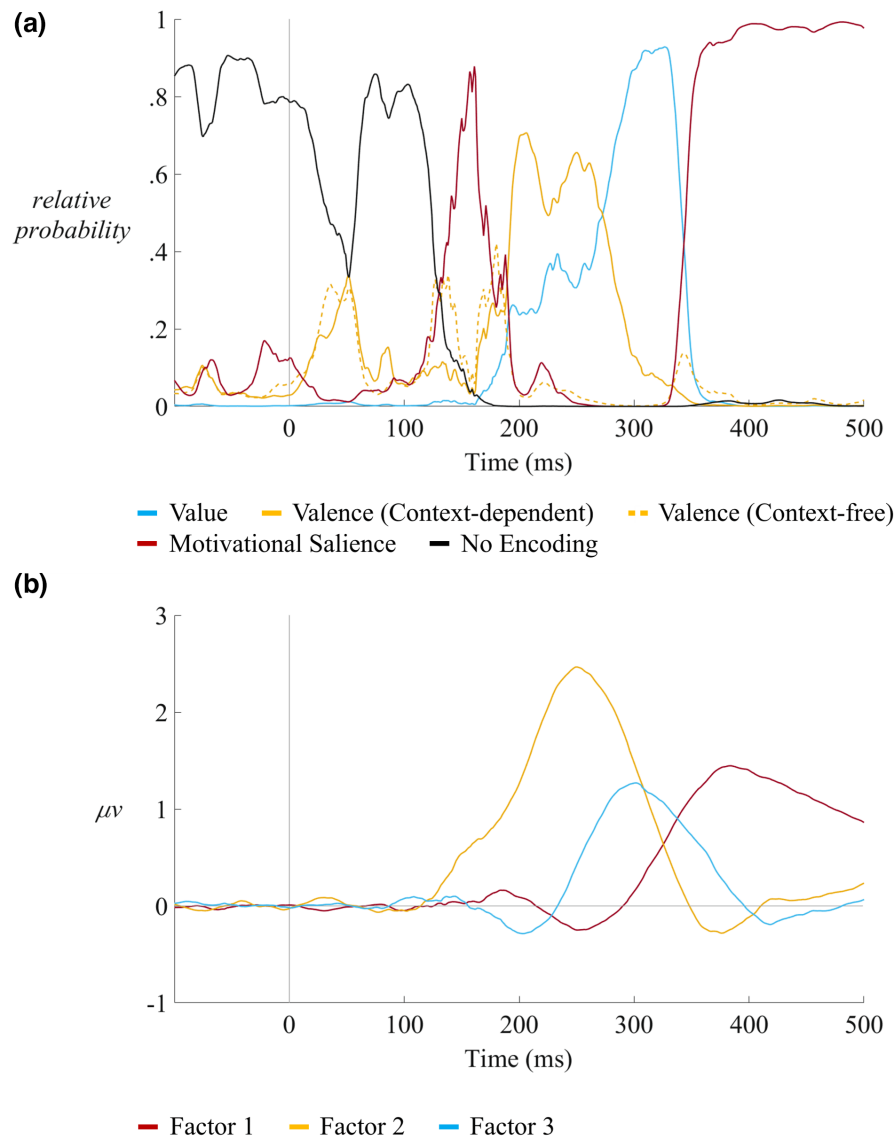 (a)
1
.8
.6
.4
.2
0
relative
probability
0 100 200 300 400 500
Time (ms)
Value Valence (Context-dependent) Valence (Context-free)
Motivational Salience No Encoding
(b)
3
2
1
0
-1
μv
0 100 200 300 400 500
Time (ms)
Factor 1 Factor 2 Factor 3